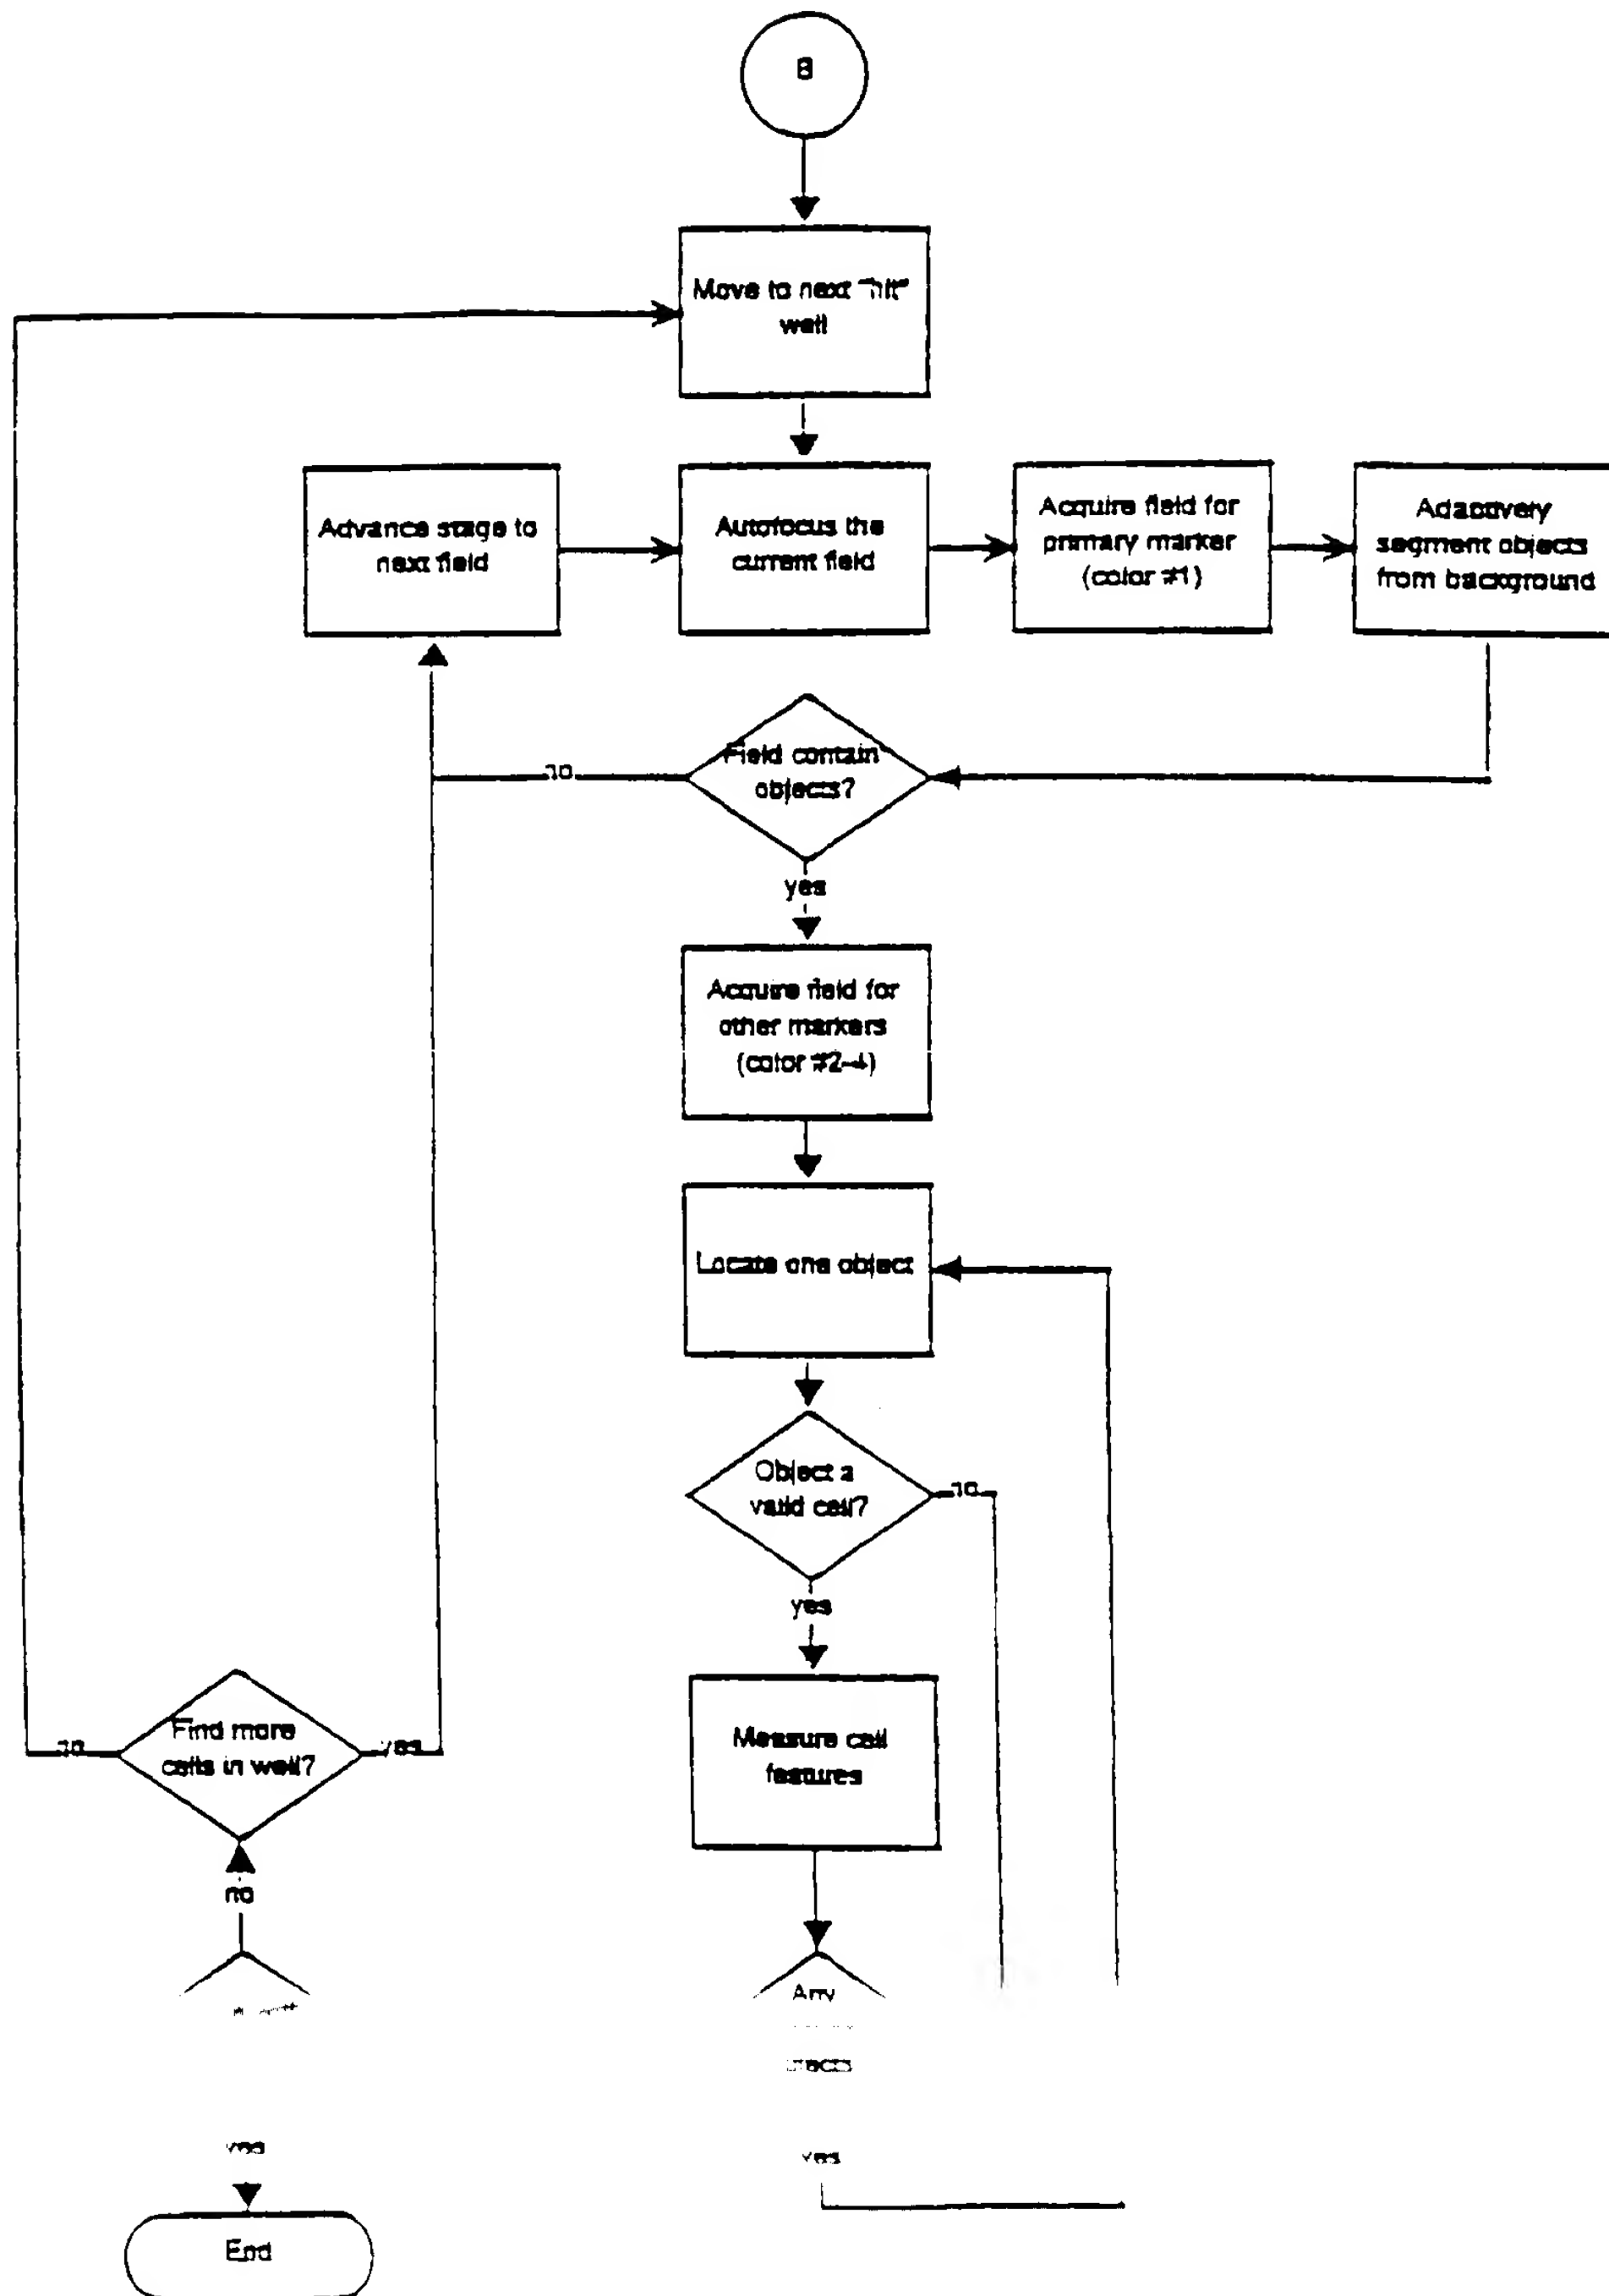 B
Move to next "hit"
well
Advance stage to
next field
Autofocus the
current field
Acquire field for
primary marker
(color #1)
Adaptively
segment objects
from background
Field contain
objects?
no
yes
Acquire field for
other markers
(color #2-4)
Locate one object
Object a
valid cell?
no
yes
Measure cell
features
Find more
cells in well?
no
yes
no
Any
yes
yes
End